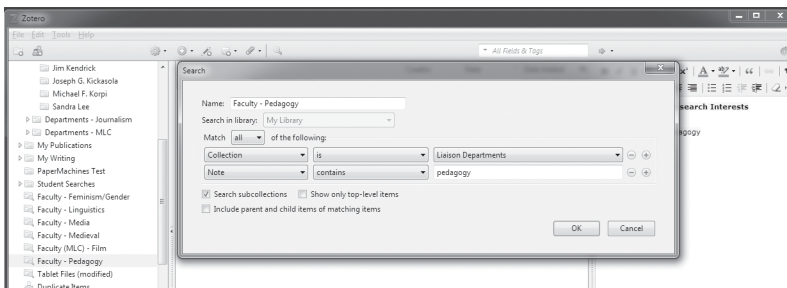 Zotero
File Edit Tools Help
All Fields & Tags
Jim Kendrick
Joseph G. Kickasola
Michael F. Korpi
Sandra Lee
Departments - Journalism
Departments - MLC
My Publications
My Writing
PaperMachines Test
Student Searches
Faculty - Feminism/Gender
Faculty - Linguistics
Faculty - Media
Faculty - Medieval
Faculty (MLC) - Film
Faculty - Pedagogy
Tablet Files (modified)
Duplicate Items
Search
Name: Faculty - Pedagogy
Search in library: My Library
Match all of the following:
Collection is Liaison Departments
Note contains pedagogy
Search subcollections Show only top-level items
Include parent and child items of matching items
OK Cancel
search Interests
agogy